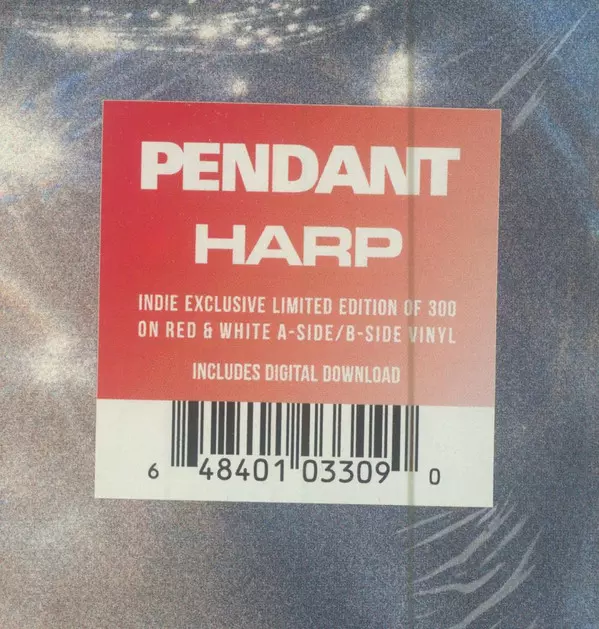 PENDANT
HARP
INDIE EXCLUSIVE LIMITED EDITION OF 300
ON RED & WHITE A-SIDE/B-SIDE VINYL
INCLUDES DIGITAL DOWNLOAD
6 48401 03309 0